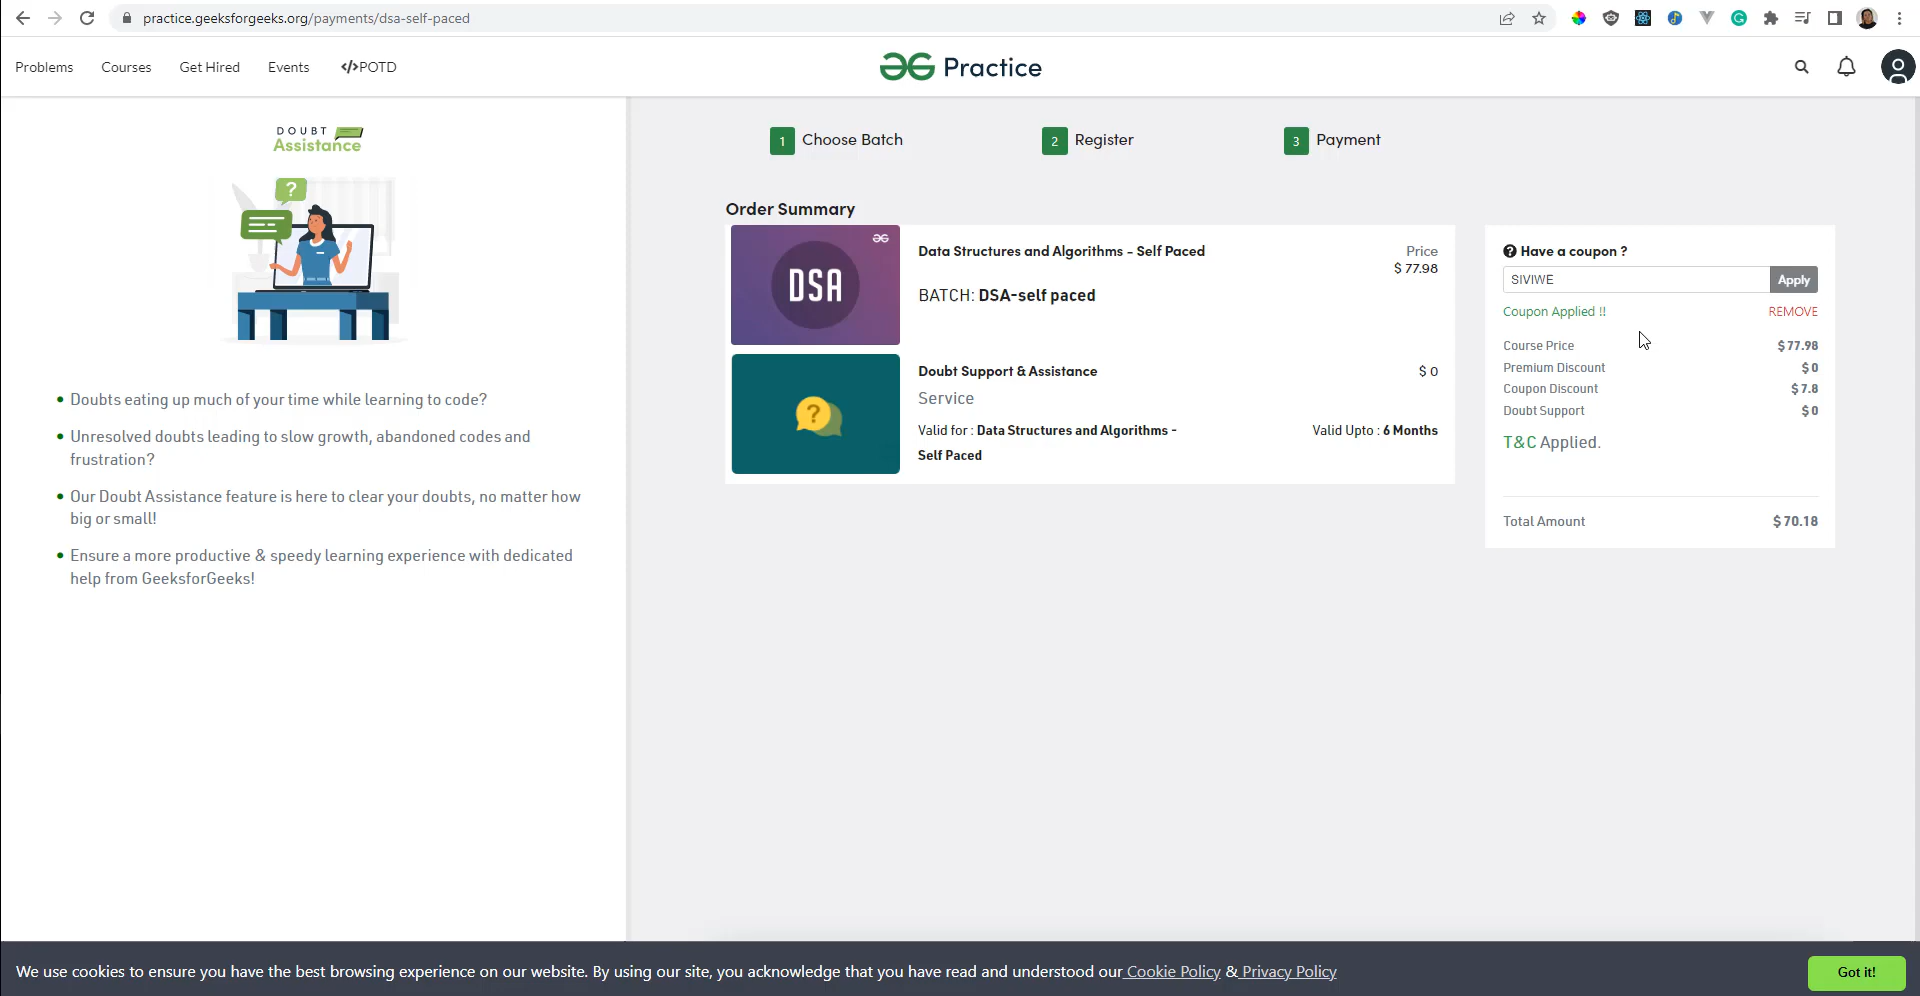 practice.geeksforgeeks.org/payments/dsa-self-paced
Problems Courses Get Hired Events </>POTD
Practice
DOUBT
Assistance
?
Doubts eating up much of your time while learning to code?
Unresolved doubts leading to slow growth, abandoned codes and
frustration?
Our Doubt Assistance feature is here to clear your doubts, no matter how
big or small!
Ensure a more productive & speedy learning experience with dedicated
help from GeeksforGeeks!
1 Choose Batch 2 Register 3 Payment
Order Summary
DSA
Data Structures and Algorithms - Self Paced Price
$ 77.98
BATCH: DSA-self paced
?
Doubt Support & Assistance $ 0
Service
Valid for : Data Structures and Algorithms - Valid Upto : 6 Months
Self Paced
? Have a coupon ?
SIVIWE Apply
Coupon Applied !! REMOVE
Course Price $ 77.98
Premium Discount $ 0
Coupon Discount $ 7.8
Doubt Support $ 0
T&C Applied.
Total Amount $ 70.18
We use cookies to ensure you have the best browsing experience on our website. By using our site, you acknowledge that you have read and understood our Cookie Policy & Privacy Policy
Got it!